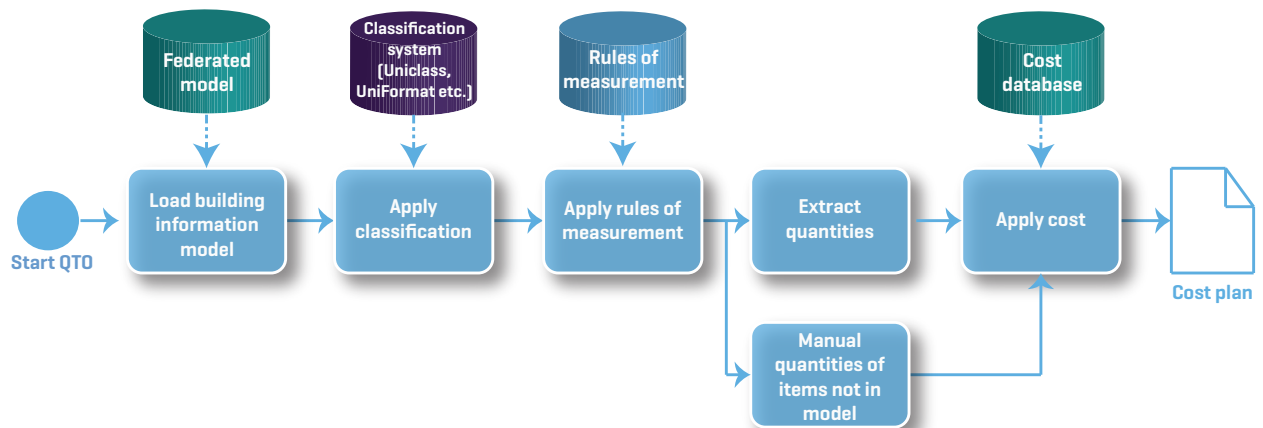 Federated
model
Classification
system
(Uniclass,
UniFormat etc.)
Rules of
measurement
Cost
database
Start QTO
Load building
information
model
Apply
classification
Apply rules of
measurement
Extract
quantities
Apply cost
Cost plan
Manual
quantities of
items not in
model